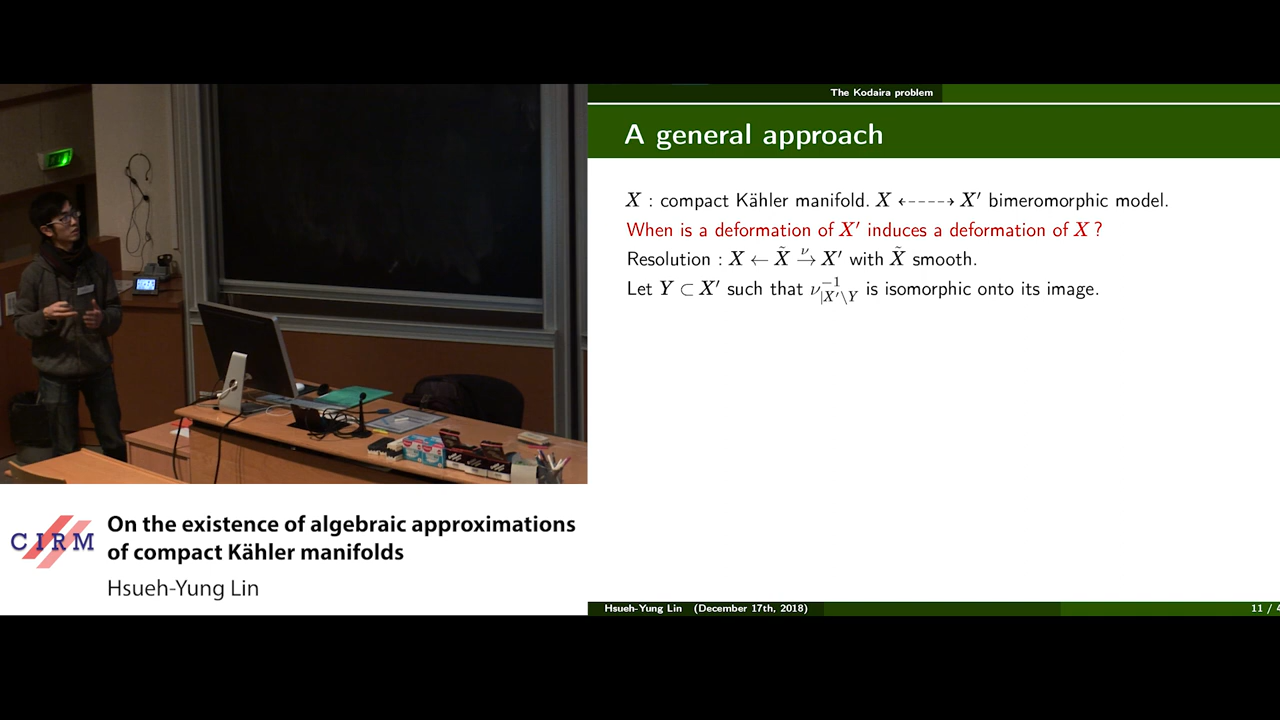 The Kodaira problem
A general approach
X : compact Kähler manifold. X ⇠⇢ X′ bimeromorphic model.
When is a deformation of X′ induces a deformation of X ?
Resolution : X ← X̃ →^ν X′ with X̃ smooth.
Let Y ⊂ X′ such that ν^{-1}_{|X′\Y} is isomorphic onto its image.
CIRM
On the existence of algebraic approximations
of compact Kähler manifolds
Hsueh-Yung Lin
Hsueh-Yung Lin (December 17th, 2018)
11 / 4